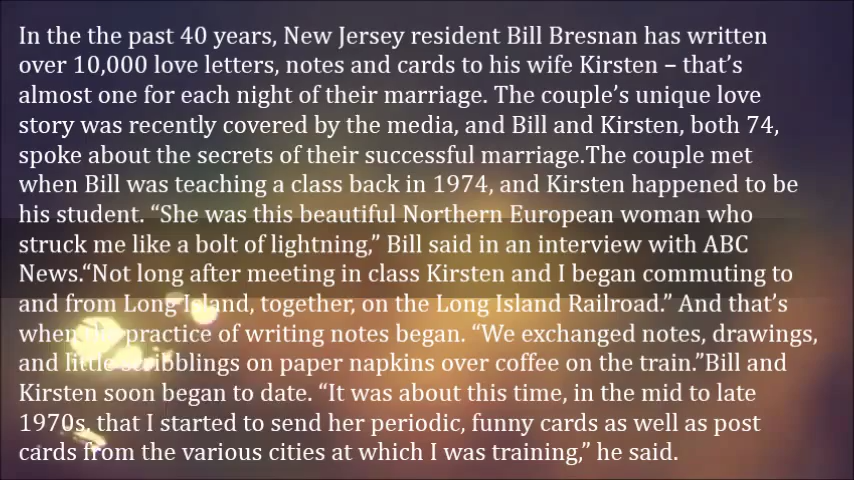 In the the past 40 years, New Jersey resident Bill Bresnan has written
over 10,000 love letters, notes and cards to his wife Kirsten – that’s
almost one for each night of their marriage. The couple’s unique love
story was recently covered by the media, and Bill and Kirsten, both 74,
spoke about the secrets of their successful marriage.The couple met
when Bill was teaching a class back in 1974, and Kirsten happened to be
his student. “She was this beautiful Northern European woman who
struck me like a bolt of lightning,” Bill said in an interview with ABC
News.“Not long after meeting in class Kirsten and I began commuting to
and from Long Island, together, on the Long Island Railroad.” And that’s
when the practice of writing notes began. “We exchanged notes, drawings,
and little scribblings on paper napkins over coffee on the train.”Bill and
Kirsten soon began to date. “It was about this time, in the mid to late
1970s, that I started to send her periodic, funny cards as well as post
cards from the various cities at which I was training,” he said.